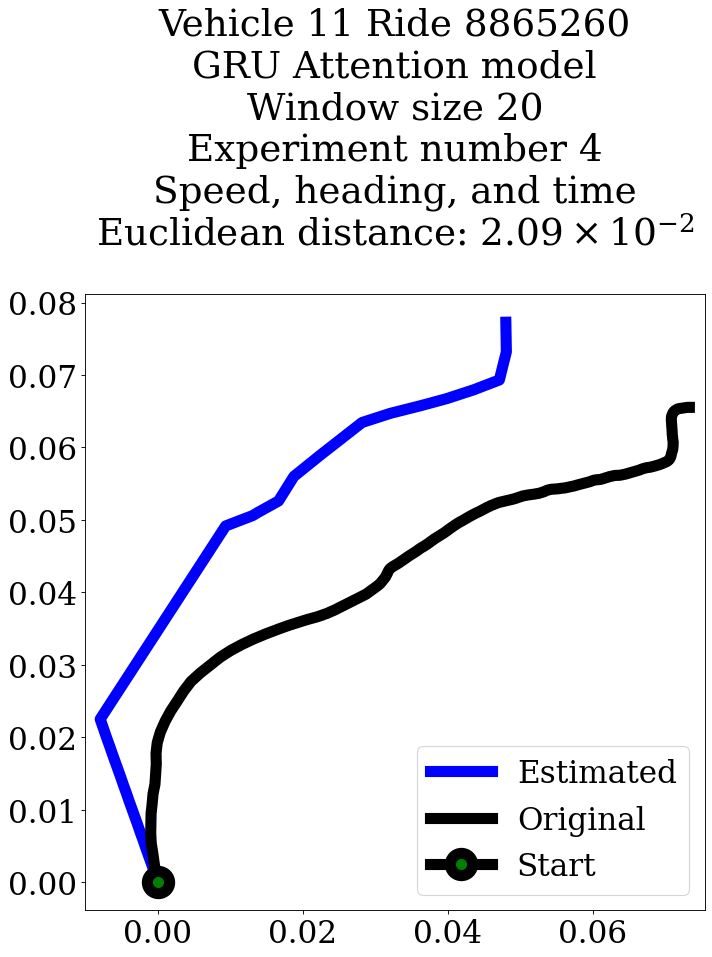 Vehicle 11 Ride 8865260
GRU Attention model
Window size 20
Experiment number 4
Speed, heading, and time
Euclidean distance: 2.09 × 10⁻²
0.08
0.07
0.06
0.05
0.04
0.03
0.02
0.01
0.00
Estimated
Original
Start
0.00 0.02 0.04 0.06